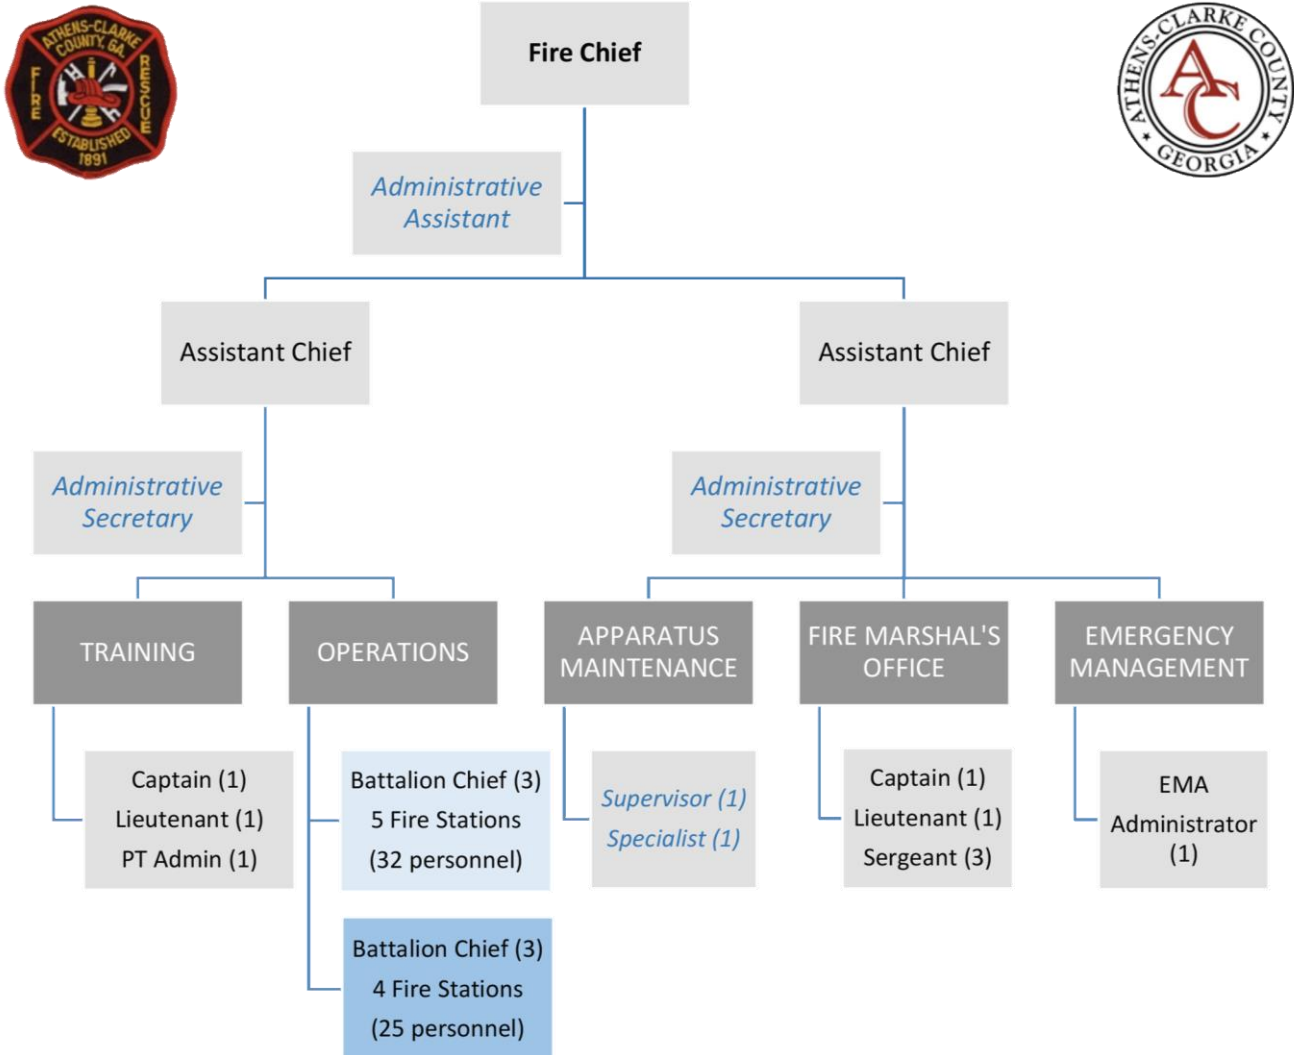 ATHENS-CLARKE
COUNTY, GA.
FIRE
RESCUE
ESTABLISHED
1891
Fire Chief
ATHENS-CLARKE COUNTY
AC
GEORGIA
Administrative
Assistant
Assistant Chief
Assistant Chief
Administrative
Secretary
Administrative
Secretary
TRAINING
OPERATIONS
APPARATUS
MAINTENANCE
FIRE MARSHAL'S
OFFICE
EMERGENCY
MANAGEMENT
Captain (1)
Lieutenant (1)
PT Admin (1)
Battalion Chief (3)
5 Fire Stations
(32 personnel)
Battalion Chief (3)
4 Fire Stations
(25 personnel)
Supervisor (1)
Specialist (1)
Captain (1)
Lieutenant (1)
Sergeant (3)
EMA
Administrator
(1)